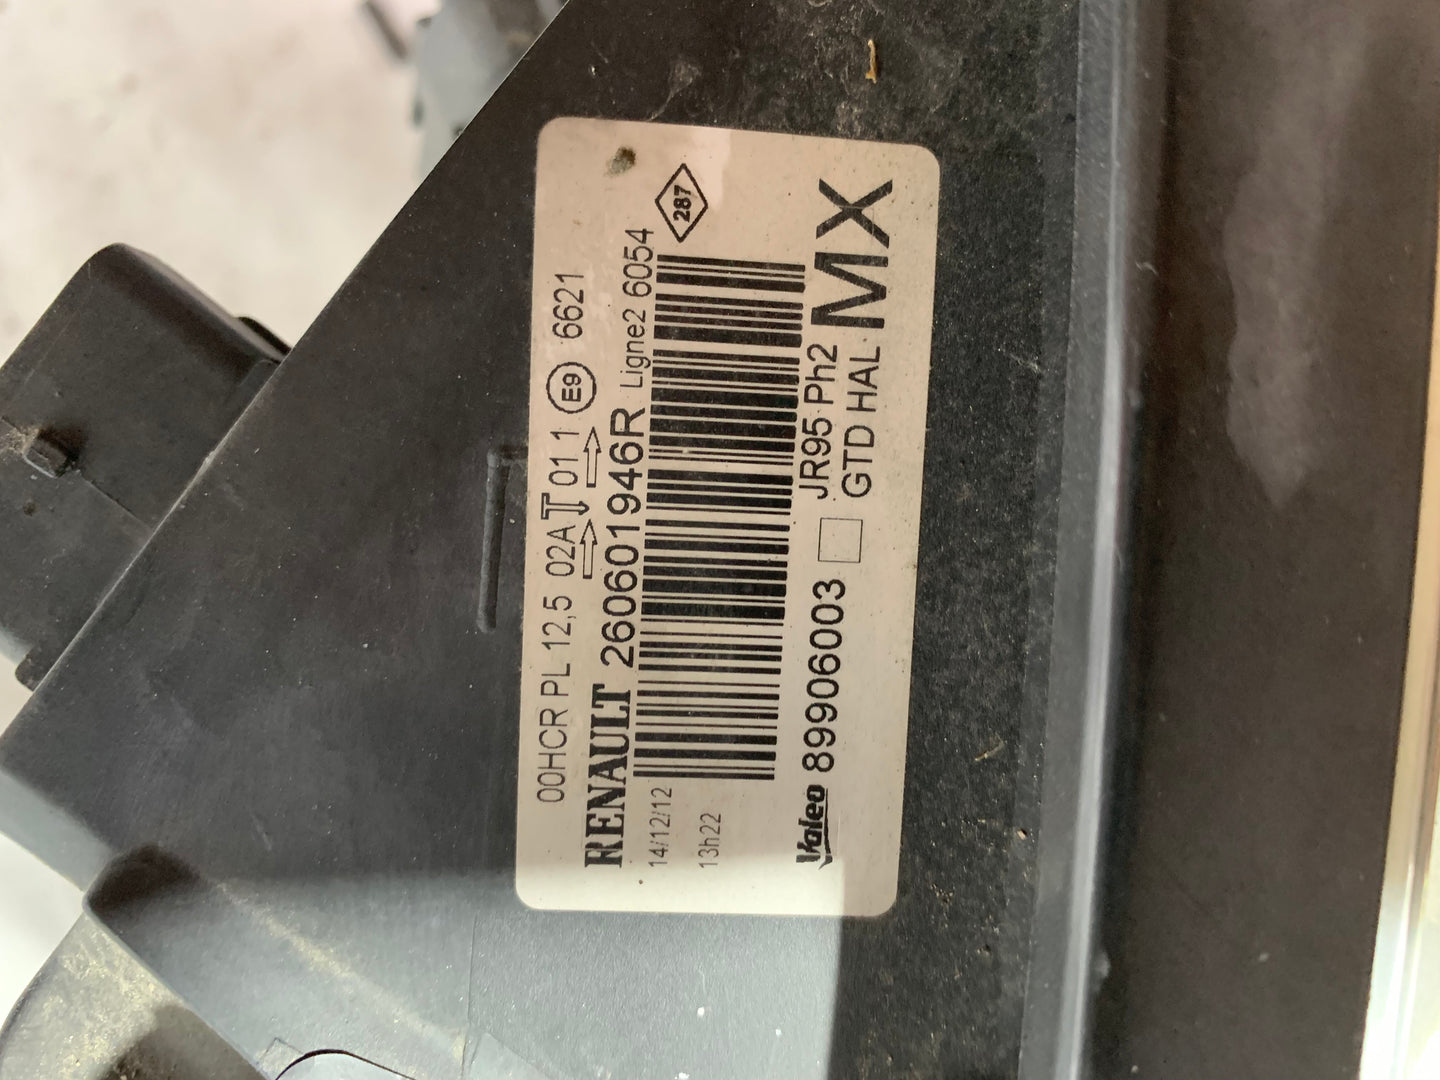 00HCR PL 12,5 02A 01 1 E9 6621
RENAULT 260601946R Ligne2 6054
14/12/12
13h22
287
JR95 Ph2
Valeo 89906003 GTD HAL MX